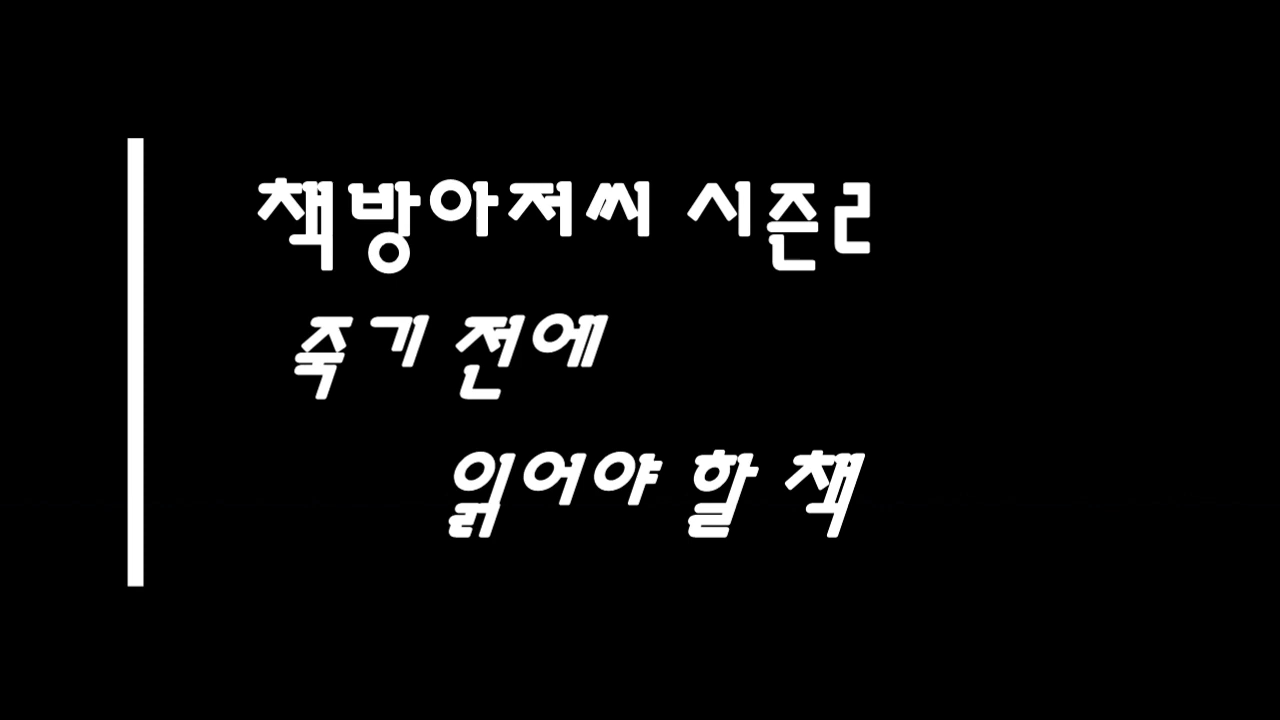 책방아저씨 시즌2
죽기 전에
읽어야 할 책